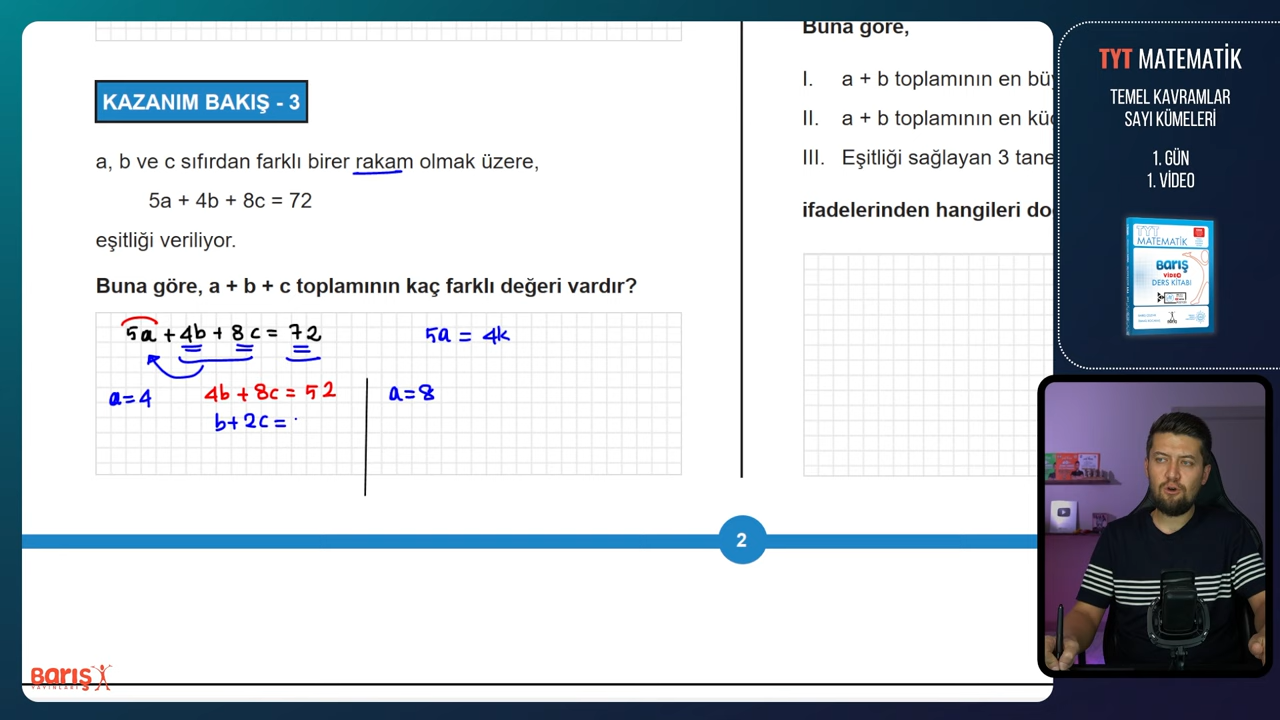 KAZANIM BAKIŞ - 3
a, b ve c sıfırdan farklı birer rakam olmak üzere,
5a + 4b + 8c = 72
eşitliği veriliyor.
Buna göre, a + b + c toplamının kaç farklı değeri vardır?
5a + 4b + 8c = 72
5a = 4k
a = 4
4b + 8c = 52
b + 2c =
a = 8
2
Buna göre,
I. a + b toplamının en bü
II. a + b toplamının en küç
III. Eşitliği sağlayan 3 tane
ifadelerinden hangileri do
TYT MATEMATİK
TEMEL KAVRAMLAR
SAYI KÜMELERİ
1. GÜN
1. VİDEO
TYT
MATEMATİK
Barış
VİDEO
DERS KİTABI
Barış
YAYINLARI